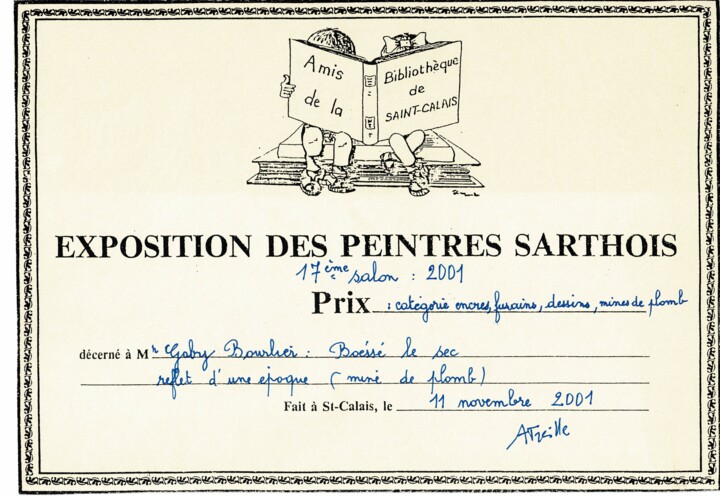 Amis
de la
Bibliothèque
de
SAINT-CALAIS
EXPOSITION DES PEINTRES SARTHOIS
17ème salon : 2001
Prix : catégorie encres, fusains, dessins, mines de plomb
décerné à Mr Gaby Bourlier : Boëssé le sec
reflet d'une époque (mine de plomb)
Fait à St-Calais, le 11 novembre 2001